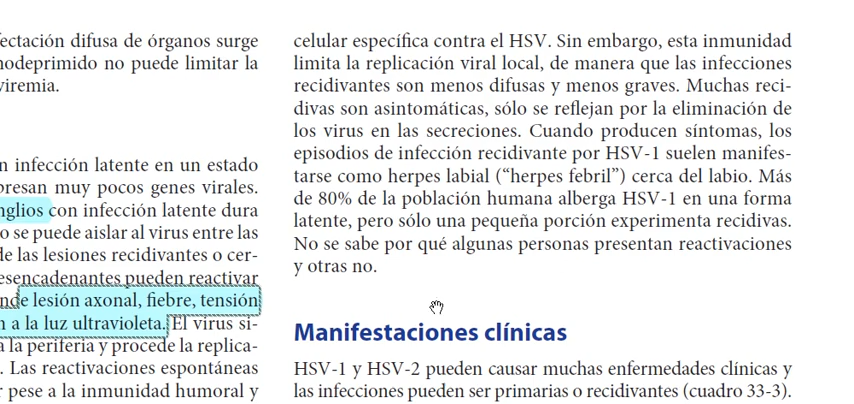 ectación difusa de órganos surge
nodeprimido no puede limitar la
viremia.
n infección latente en un estado
presan muy pocos genes virales.
nglios con infección latente dura
o se puede aislar al virus entre las
de las lesiones recidivantes o cer-
esencadenantes pueden reactivar
nde lesión axonal, fiebre, tensión
n a la luz ultravioleta. El virus si-
a la periferia y procede la replica-
. Las reactivaciones espontáneas
r pese a la inmunidad humoral y
celular específica contra el HSV. Sin embargo, esta inmunidad
limita la replicación viral local, de manera que las infecciones
recidivantes son menos difusas y menos graves. Muchas reci-
divas son asintomáticas, sólo se reflejan por la eliminación de
los virus en las secreciones. Cuando producen síntomas, los
episodios de infección recidivante por HSV-1 suelen manifes-
tarse como herpes labial (“herpes febril”) cerca del labio. Más
de 80% de la población humana alberga HSV-1 en una forma
latente, pero sólo una pequeña porción experimenta recidivas.
No se sabe por qué algunas personas presentan reactivaciones
y otras no.
Manifestaciones clínicas
HSV-1 y HSV-2 pueden causar muchas enfermedades clínicas y
las infecciones pueden ser primarias o recidivantes (cuadro 33-3).